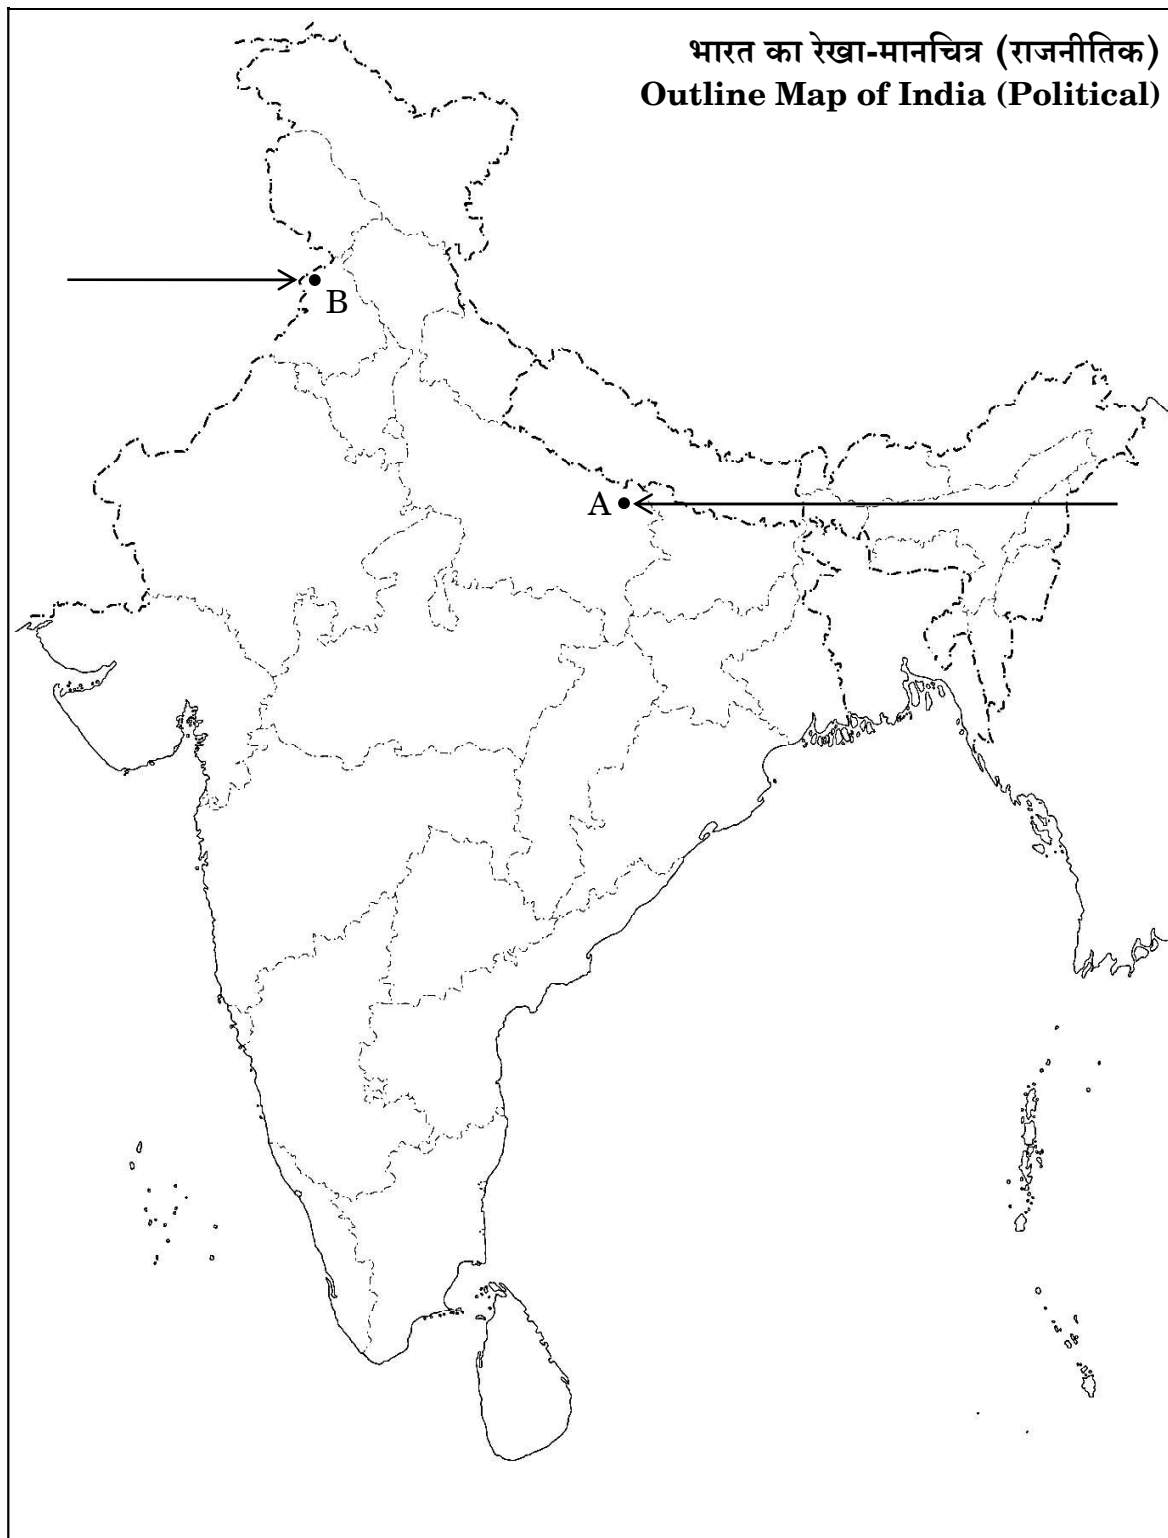 भारत का रेखा-मानचित्र (राजनीतिक)
Outline Map of India (Political)
B
A